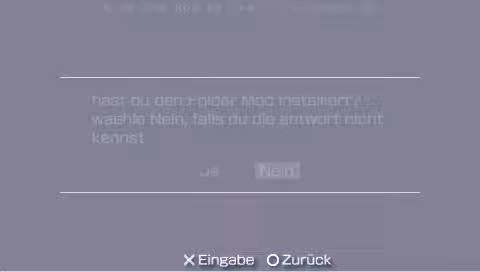 hast du den Folder Mod installiert?
waehle Nein, falls du die antwort nicht
kennst
Ja
Nein
Eingabe
Zurück